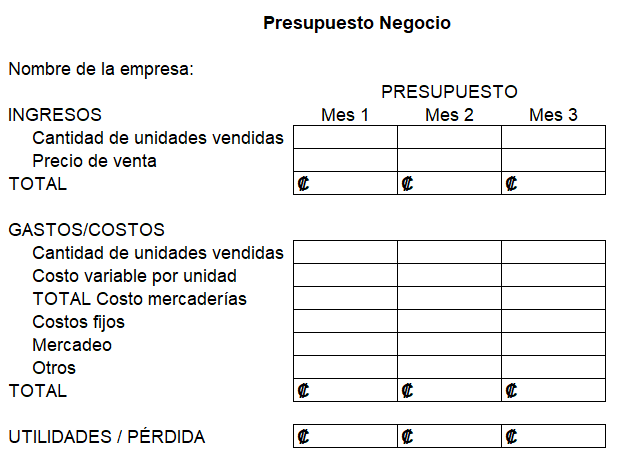 Presupuesto Negocio
Nombre de la empresa:
PRESUPUESTO
INGRESOS Mes 1 Mes 2 Mes 3
Cantidad de unidades vendidas
Precio de venta
TOTAL ₡ ₡ ₡
GASTOS/COSTOS
Cantidad de unidades vendidas
Costo variable por unidad
TOTAL Costo mercaderías
Costos fijos
Mercadeo
Otros
TOTAL ₡ ₡ ₡
UTILIDADES / PÉRDIDA ₡ ₡ ₡